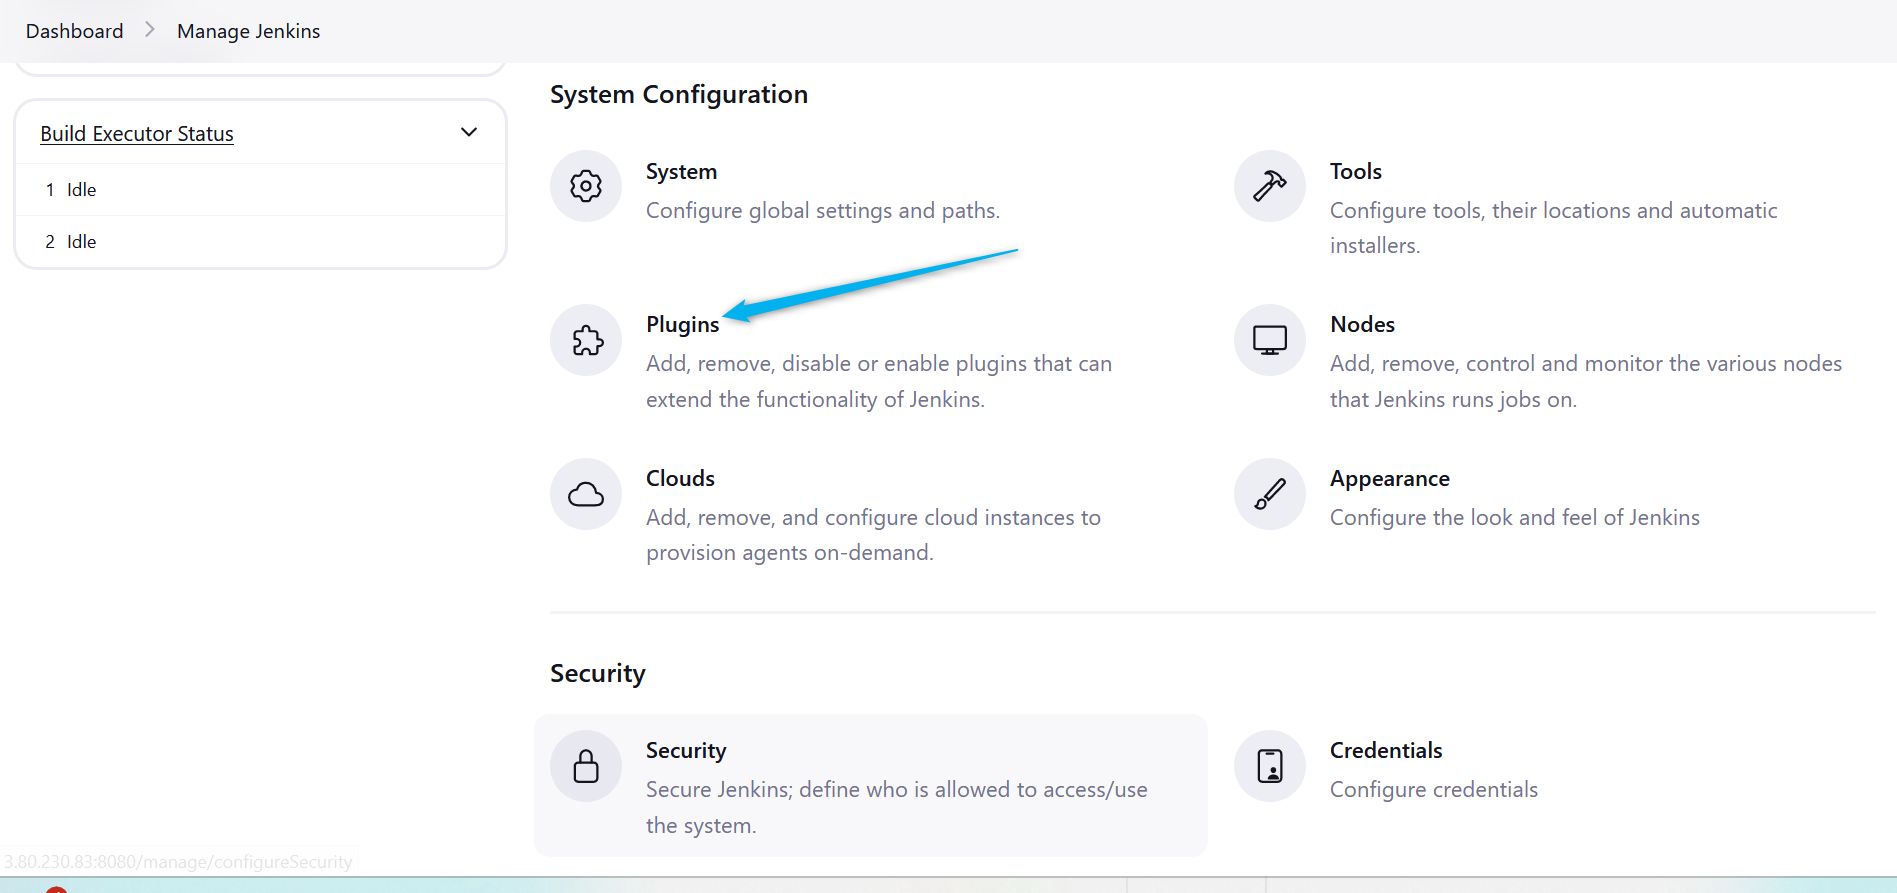 Dashboard
Manage Jenkins
Build Executor Status
1 Idle
2 Idle
System Configuration
System
Configure global settings and paths.
Tools
Configure tools, their locations and automatic
installers.
Plugins
Add, remove, disable or enable plugins that can
extend the functionality of Jenkins.
Nodes
Add, remove, control and monitor the various nodes
that Jenkins runs jobs on.
Clouds
Add, remove, and configure cloud instances to
provision agents on-demand.
Appearance
Configure the look and feel of Jenkins
Security
Security
Secure Jenkins; define who is allowed to access/use
the system.
Credentials
Configure credentials
3.80.230.83:8080/manage/configureSecurity